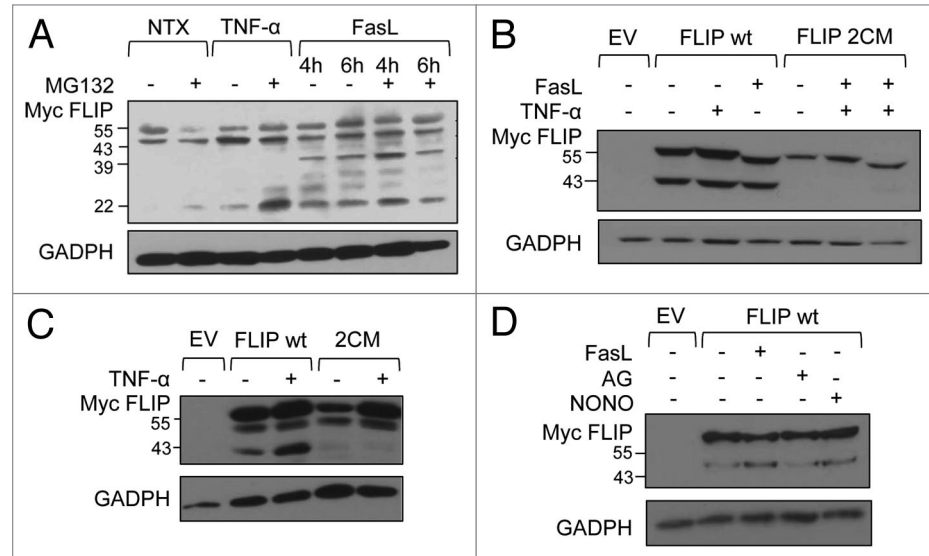 A
NTX TNF-α FasL
4h 6h 4h 6h
MG132 - + - + - - + +
Myc FLIP
55
43
39
22
GADPH
B
EV FLIP wt FLIP 2CM
FasL - - - + - + +
TNF-α - - + - - + +
Myc FLIP
55
43
GADPH
C
EV FLIP wt 2CM
TNF-α - - + - +
Myc FLIP
55
43
GADPH
D
EV FLIP wt
FasL - - + - -
AG - - - + -
NONO - - - - +
Myc FLIP
55
43
GADPH